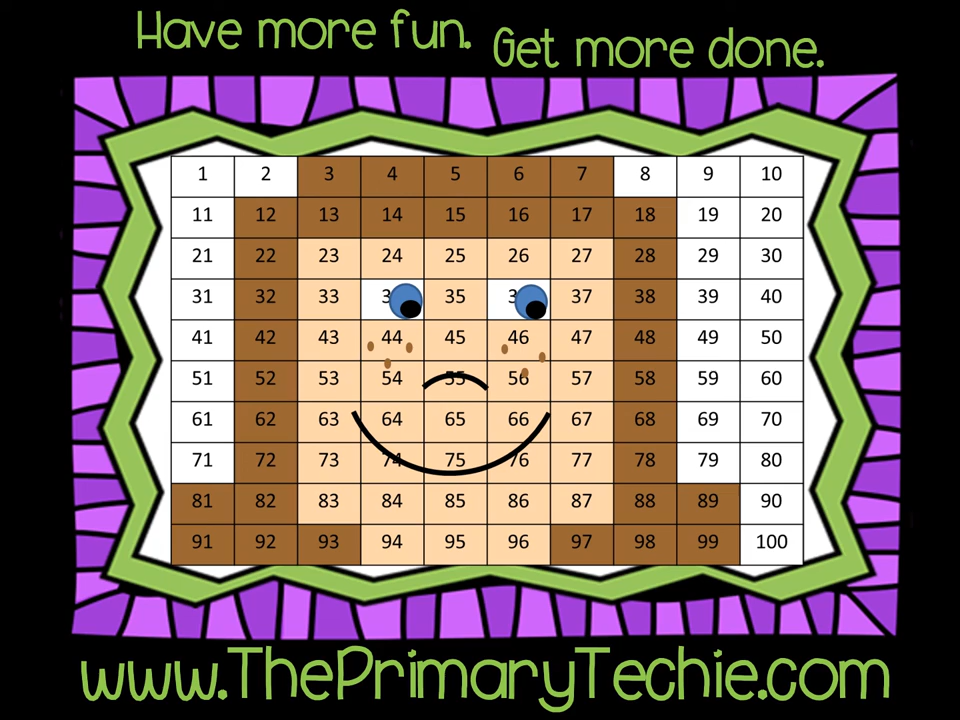 Have more fun. Get more done.
1 2 3 4 5 6 7 8 9 10
11 12 13 14 15 16 17 18 19 20
21 22 23 24 25 26 27 28 29 30
31 32 33 35 37 38 39 40
41 42 43 44 45 46 47 48 49 50
51 52 53 54 55 56 57 58 59 60
61 62 63 64 65 66 67 68 69 70
71 72 73 74 75 76 77 78 79 80
81 82 83 84 85 86 87 88 89 90
91 92 93 94 95 96 97 98 99 100
www.ThePrimaryTechie.com